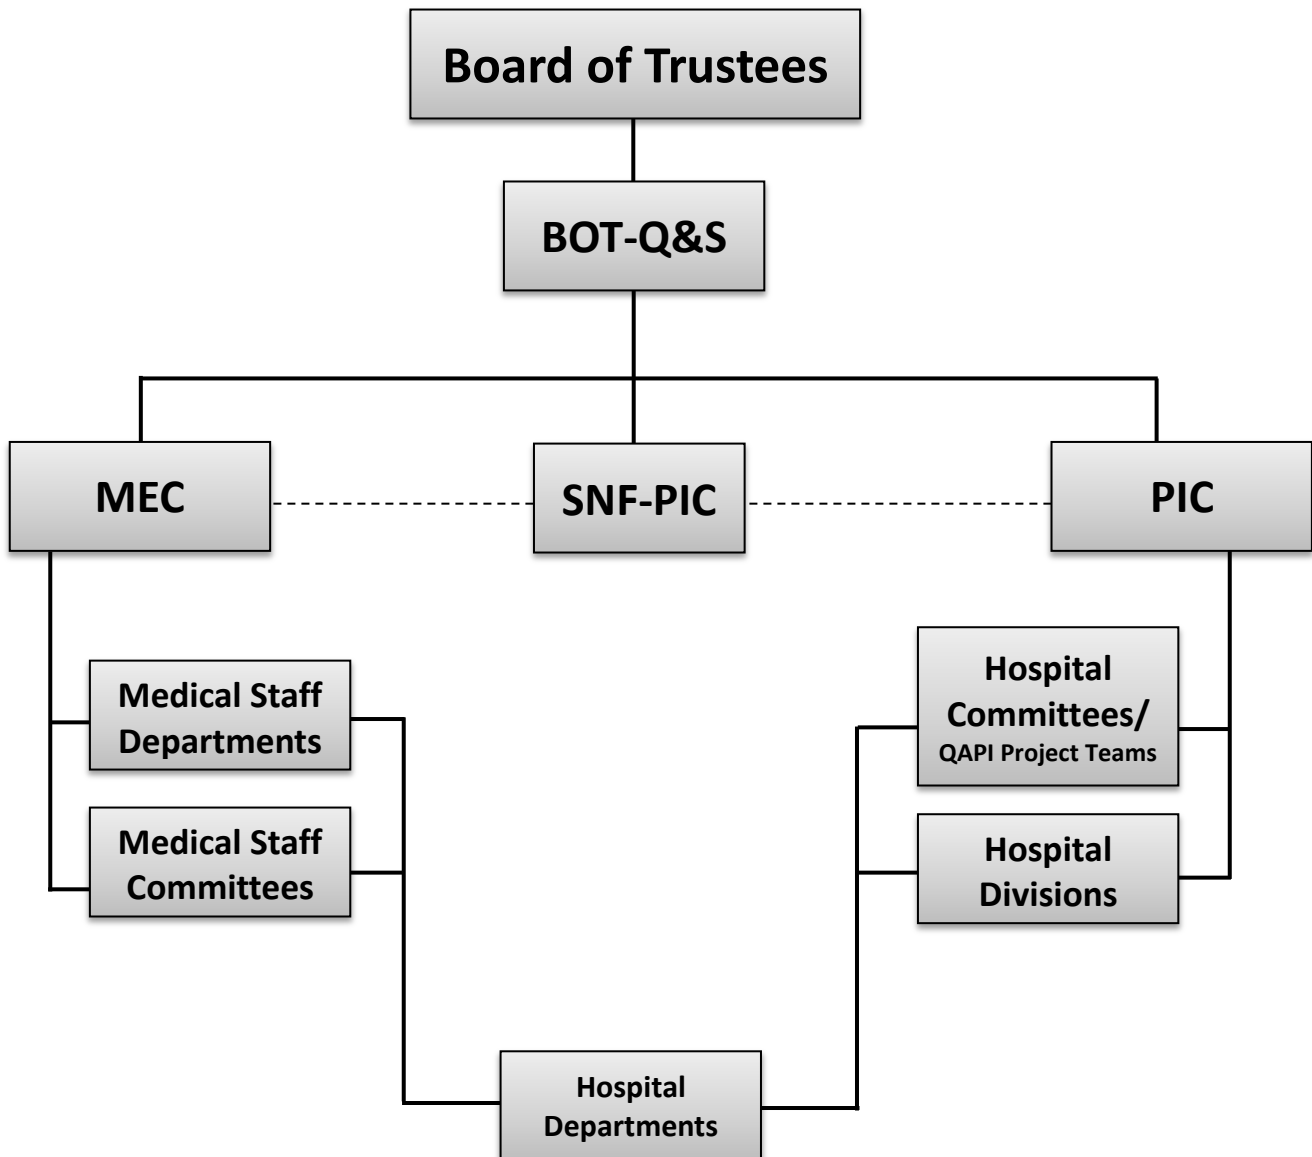 Board of Trustees
BOT-Q&S
MEC
SNF-PIC
PIC
Medical Staff
Departments
Medical Staff
Committees
Hospital
Committees/
QAPI Project Teams
Hospital
Divisions
Hospital
Departments